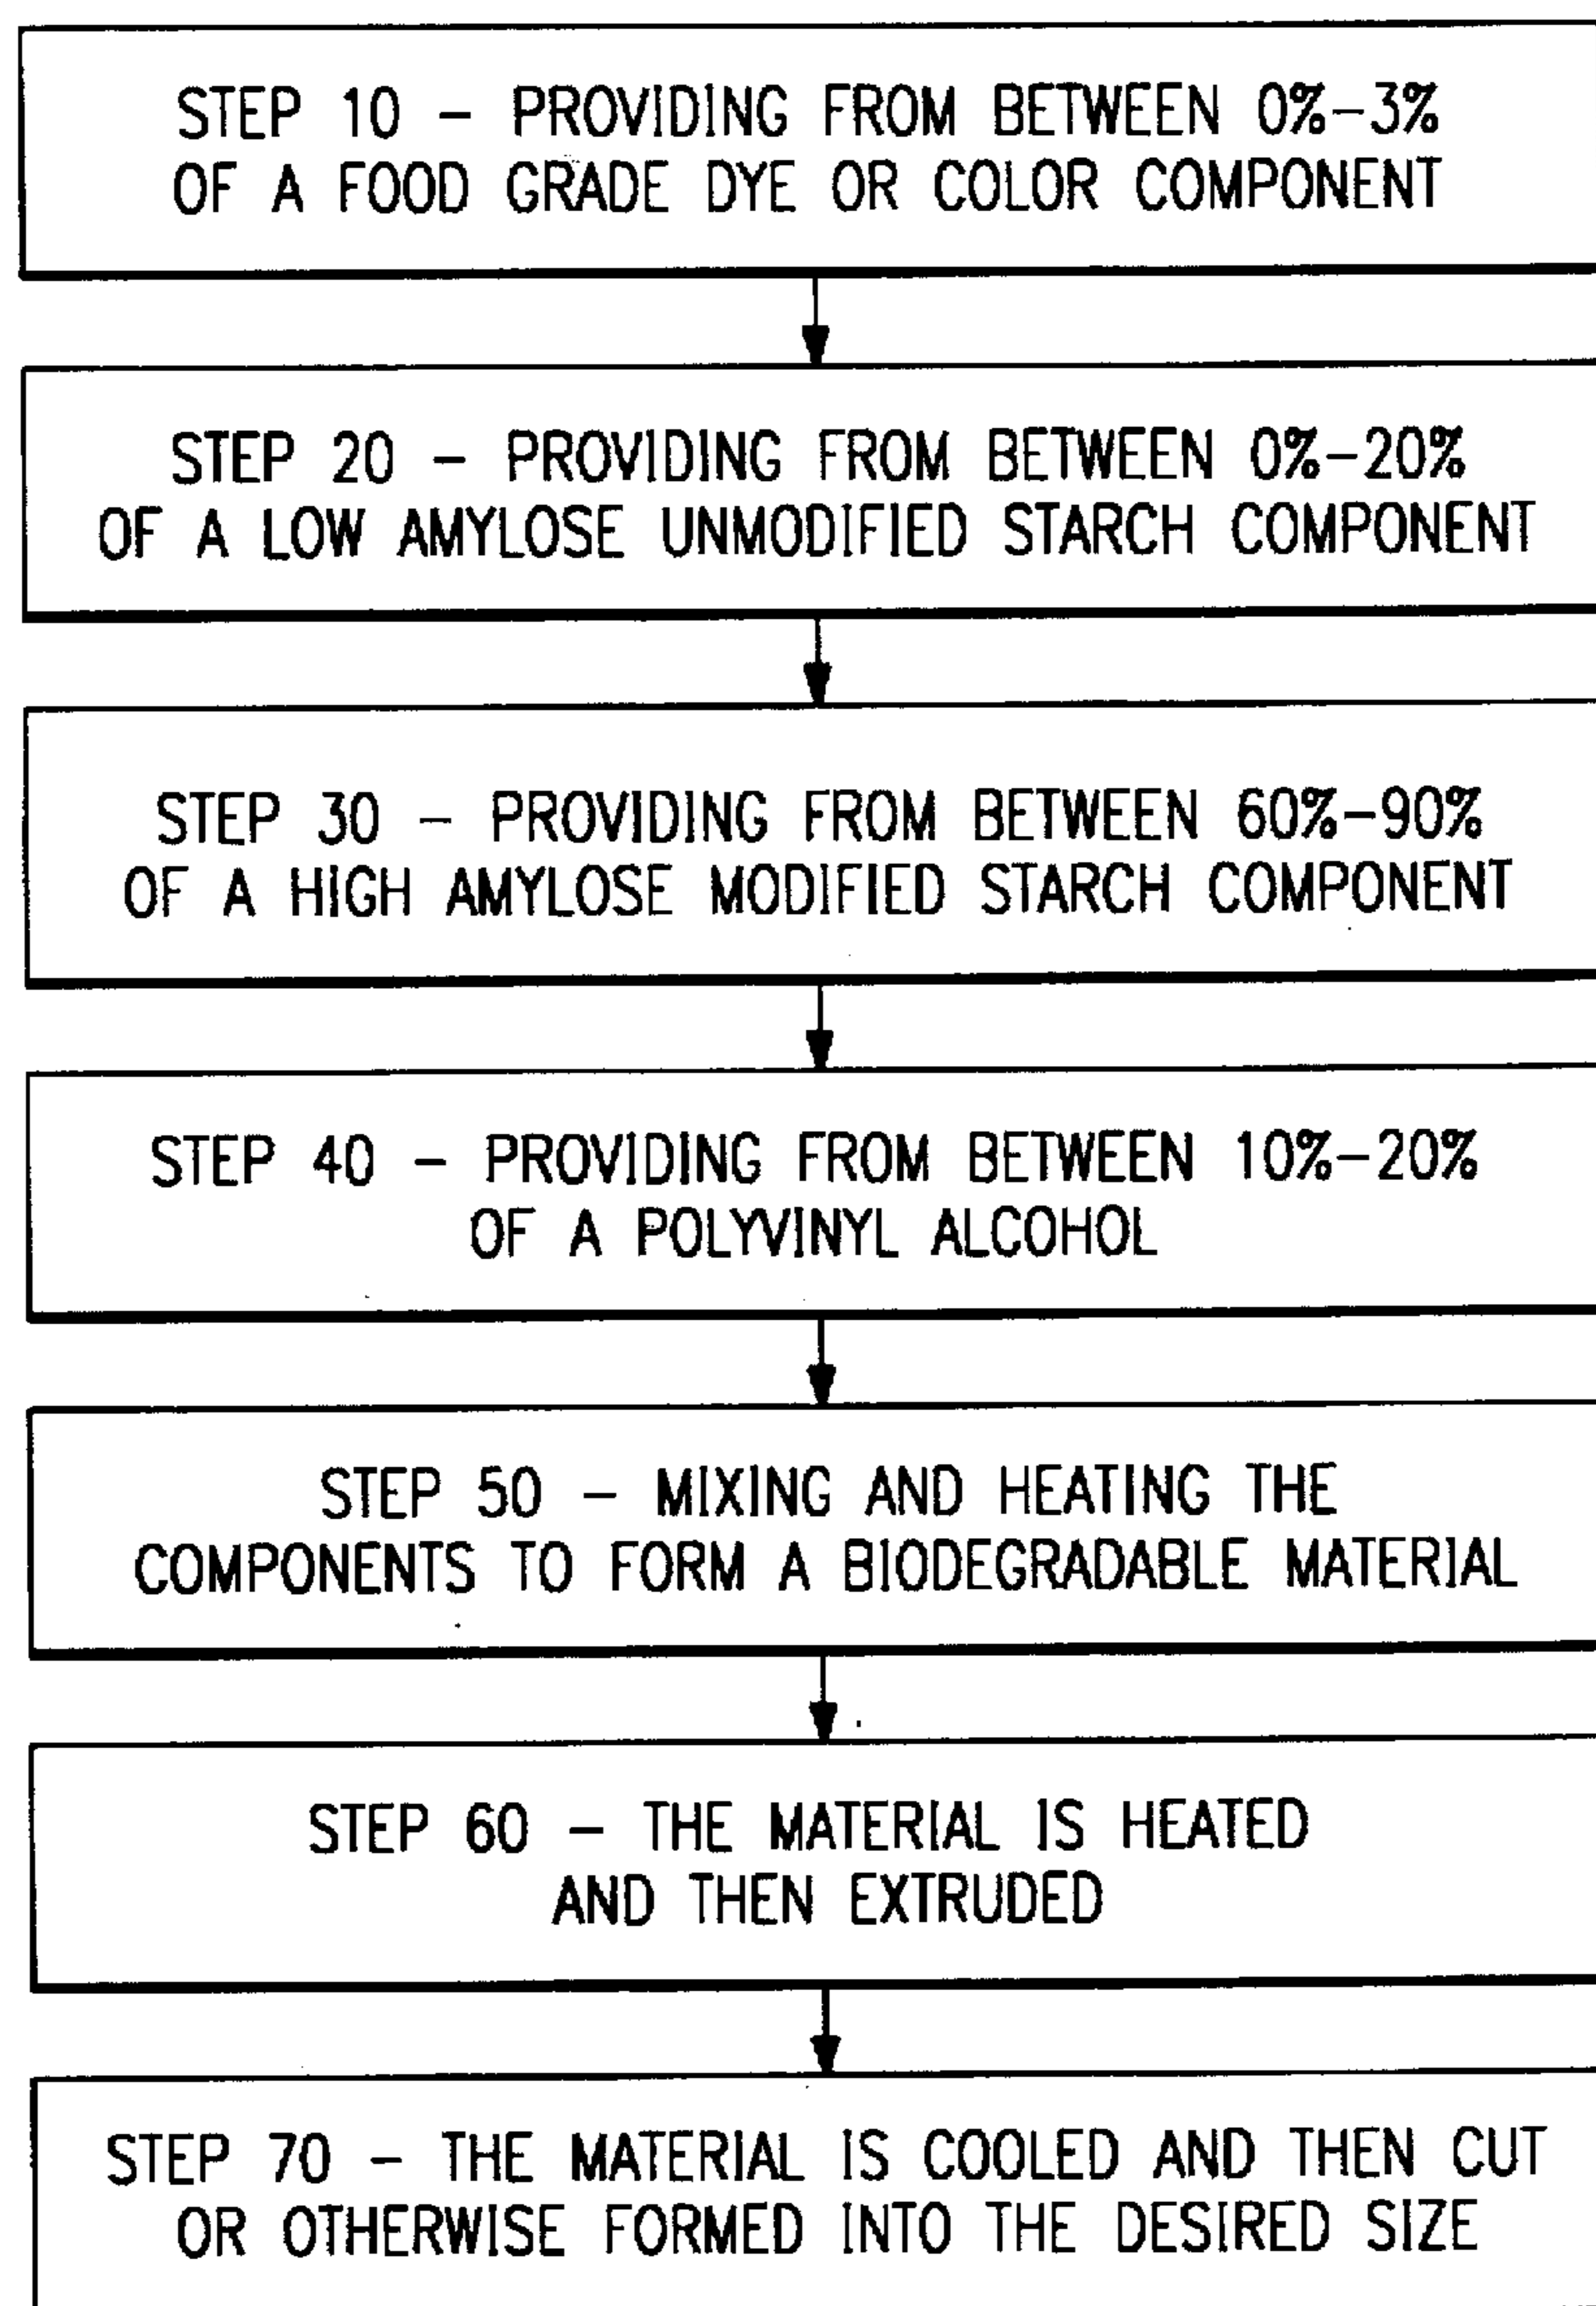 STEP 10 – PROVIDING FROM BETWEEN 0%–3%
OF A FOOD GRADE DYE OR COLOR COMPONENT
STEP 20 – PROVIDING FROM BETWEEN 0%–20%
OF A LOW AMYLOSE UNMODIFIED STARCH COMPONENT
STEP 30 – PROVIDING FROM BETWEEN 60%–90%
OF A HIGH AMYLOSE MODIFIED STARCH COMPONENT
STEP 40 – PROVIDING FROM BETWEEN 10%–20%
OF A POLYVINYL ALCOHOL
STEP 50 – MIXING AND HEATING THE
COMPONENTS TO FORM A BIODEGRADABLE MATERIAL
STEP 60 – THE MATERIAL IS HEATED
AND THEN EXTRUDED
STEP 70 – THE MATERIAL IS COOLED AND THEN CUT
OR OTHERWISE FORMED INTO THE DESIRED SIZE